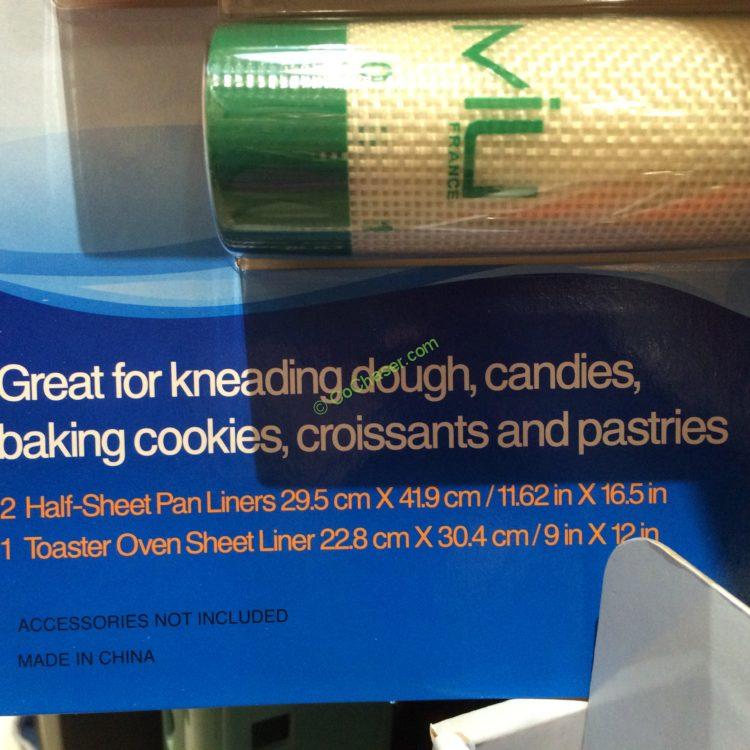 MiU
FRANCE
© GoChaser.com
Great for kneading dough, candies,
baking cookies, croissants and pastries
2 Half-Sheet Pan Liners 29.5 cm X 41.9 cm / 11.62 in X 16.5 in
1 Toaster Oven Sheet Liner 22.8 cm X 30.4 cm / 9 in X 12 in
ACCESSORIES NOT INCLUDED
MADE IN CHINA